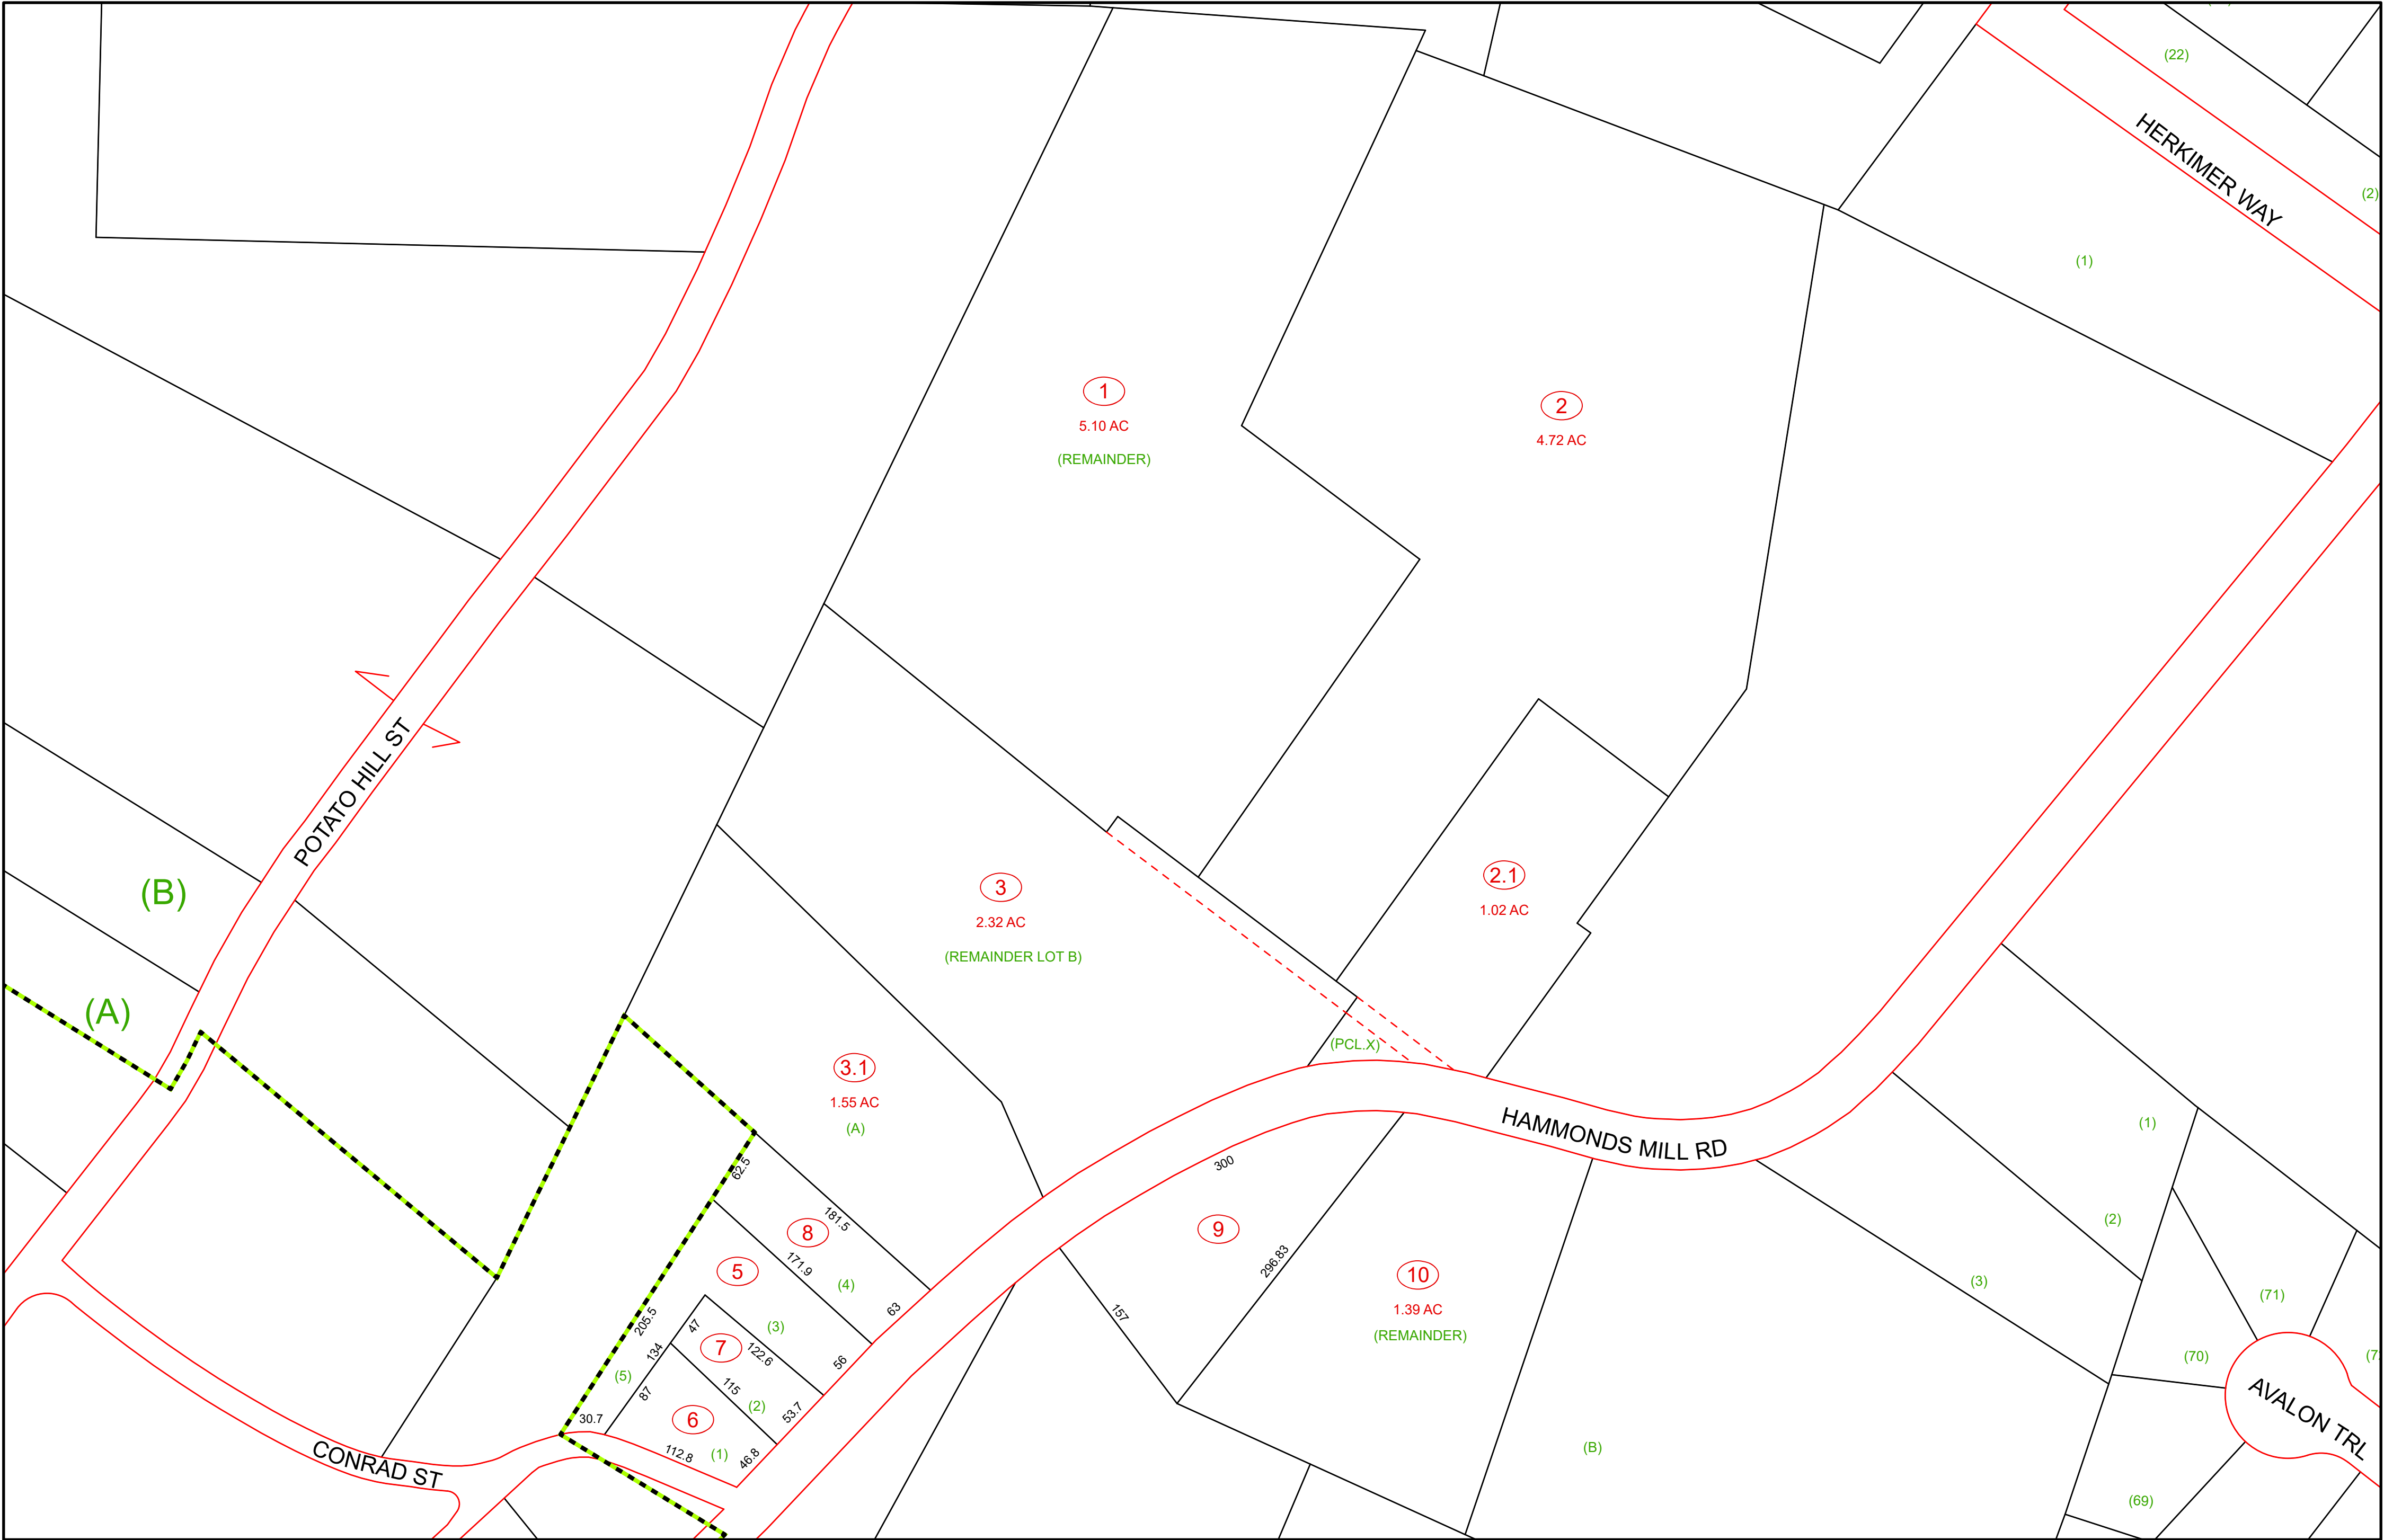 (22)
HERKIMER WAY
(2)
(1)
1
5.10 AC
(REMAINDER)
2
4.72 AC
POTATO HILL ST
(B)
(A)
3
2.32 AC
(REMAINDER LOT B)
2.1
1.02 AC
(PCL.X)
3.1
1.55 AC
(A)
HAMMONDS MILL RD
62.5
181.5
8
171.9
(4)
63
5
205.5
47
(3)
7
122.6
134
56
(5)
87
115
(2)
53.7
6
30.7
112.8
(1)
46.8
CONRAD ST
300
9
157
296.83
10
1.39 AC
(REMAINDER)
(B)
(1)
(2)
(3)
(71)
(70)
AVALON TRL
(69)